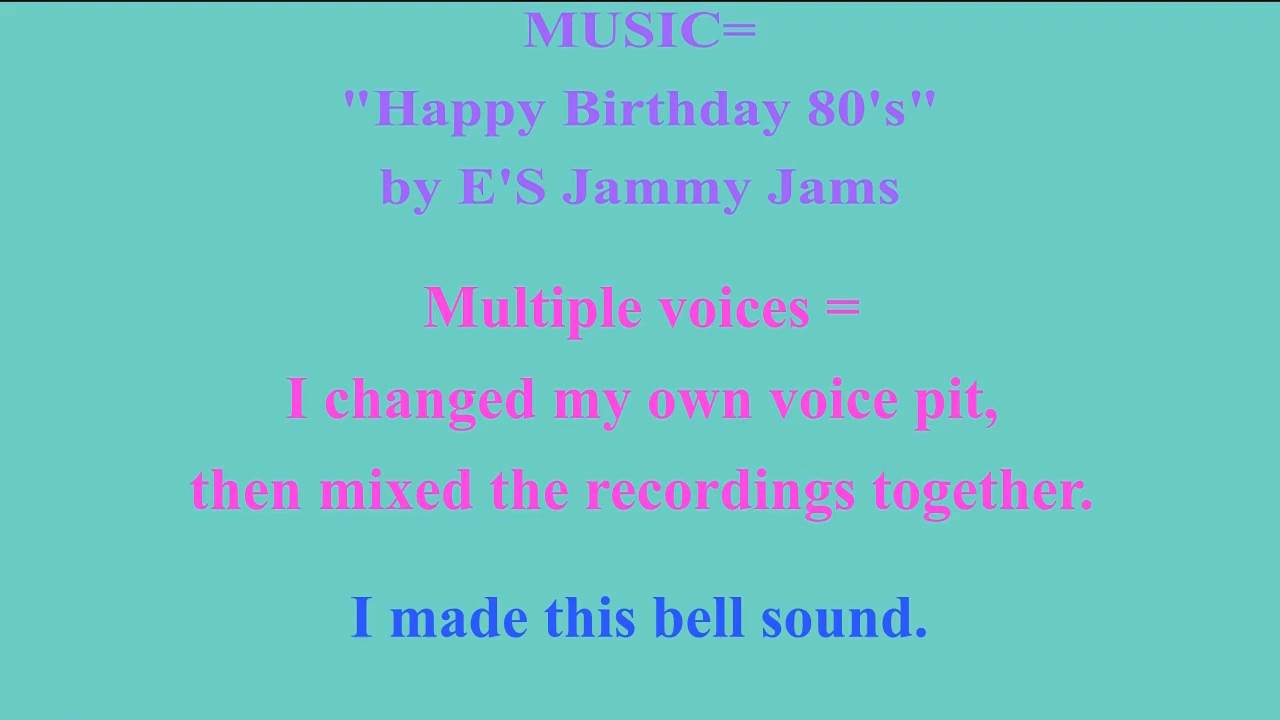 MUSIC=
"Happy Birthday 80's"
by E'S Jammy Jams
Multiple voices =
I changed my own voice pit,
then mixed the recordings together.
I made this bell sound.